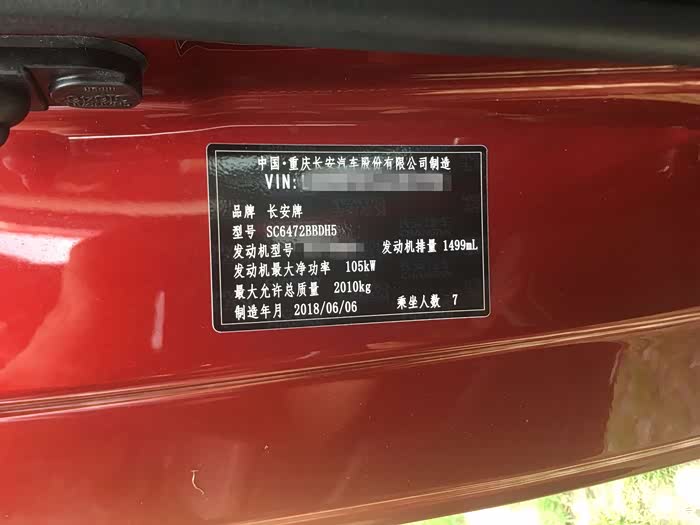 中国·重庆长安汽车股份有限公司制造
VIN:
品牌 长安牌
型号 SC6472BBDH5
发动机型号 发动机排量 1499mL
发动机最大净功率 105kW
最大允许总质量 2010kg
制造年月 2018/06/06 乘坐人数 7